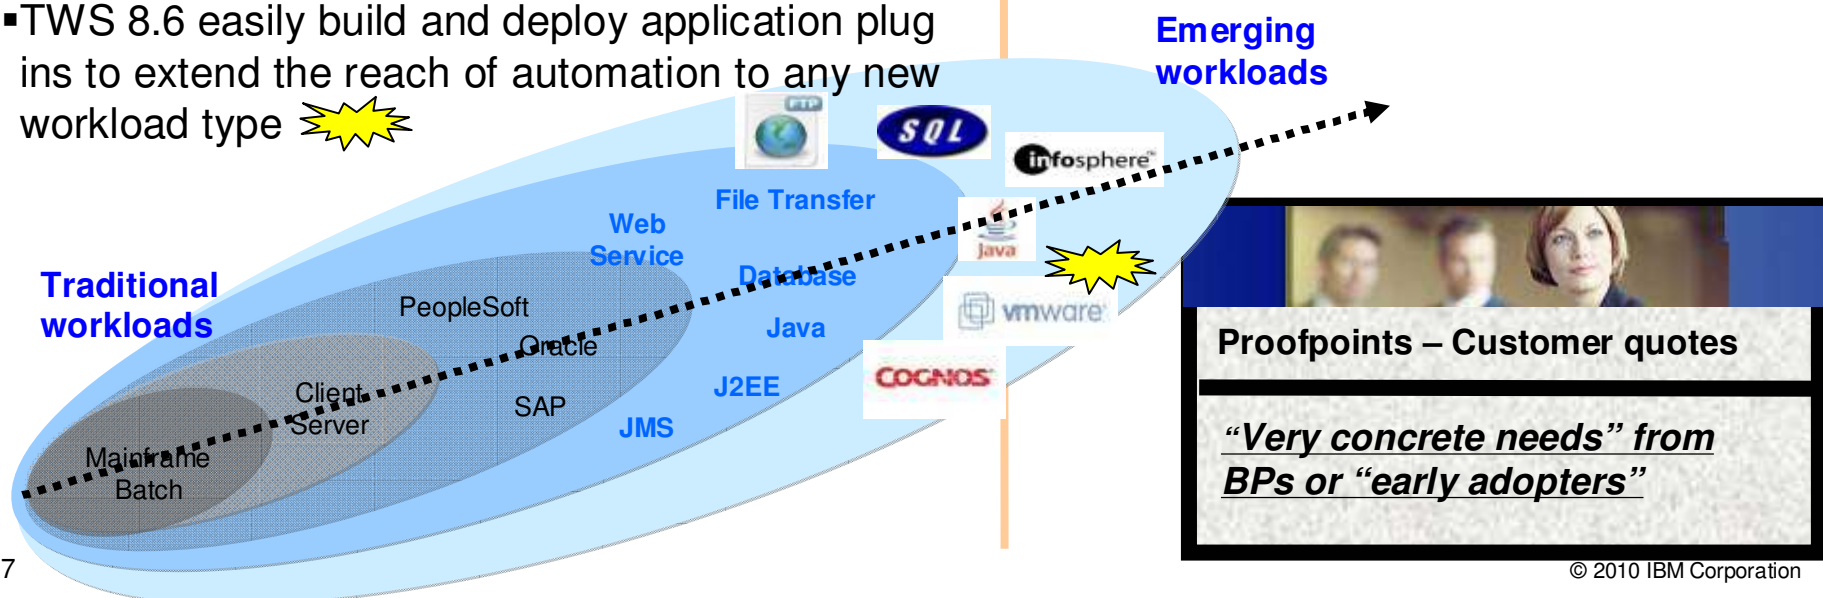 ▪TWS 8.6 easily build and deploy application plug
ins to extend the reach of automation to any new
workload type
Emerging
workloads
FTP
SQL
infosphere™
File Transfer
Web
Service
Java
Database
Traditional
workloads
PeopleSoft
vmware
Java
Oracle
Proofpoints – Customer quotes
COGNOS
Client
Server
J2EE
SAP
JMS
“Very concrete needs” from
BPs or “early adopters”
Mainframe
Batch
7
© 2010 IBM Corporation